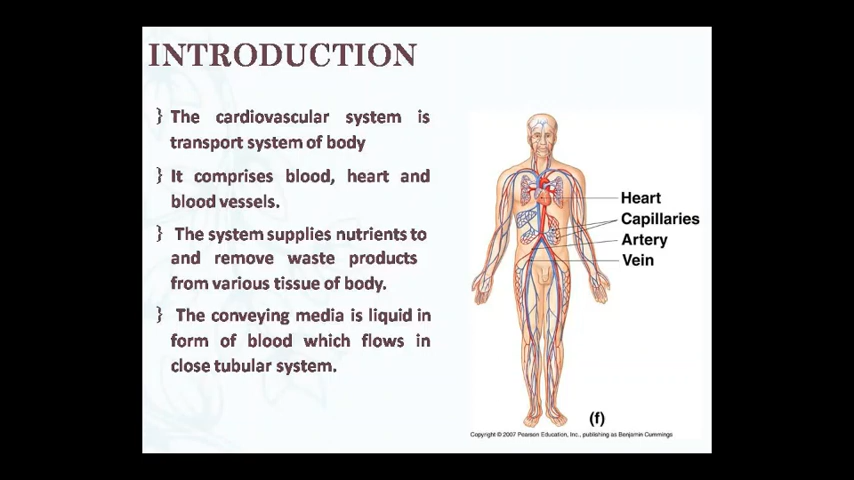 INTRODUCTION
} The cardiovascular system is
transport system of body
} It comprises blood, heart and
blood vessels.
} The system supplies nutrients to
and remove waste products
from various tissue of body.
} The conveying media is liquid in
form of blood which flows in
close tubular system.
Heart
Capillaries
Artery
Vein
(f)
Copyright © 2007 Pearson Education, Inc., publishing as Benjamin Cummings